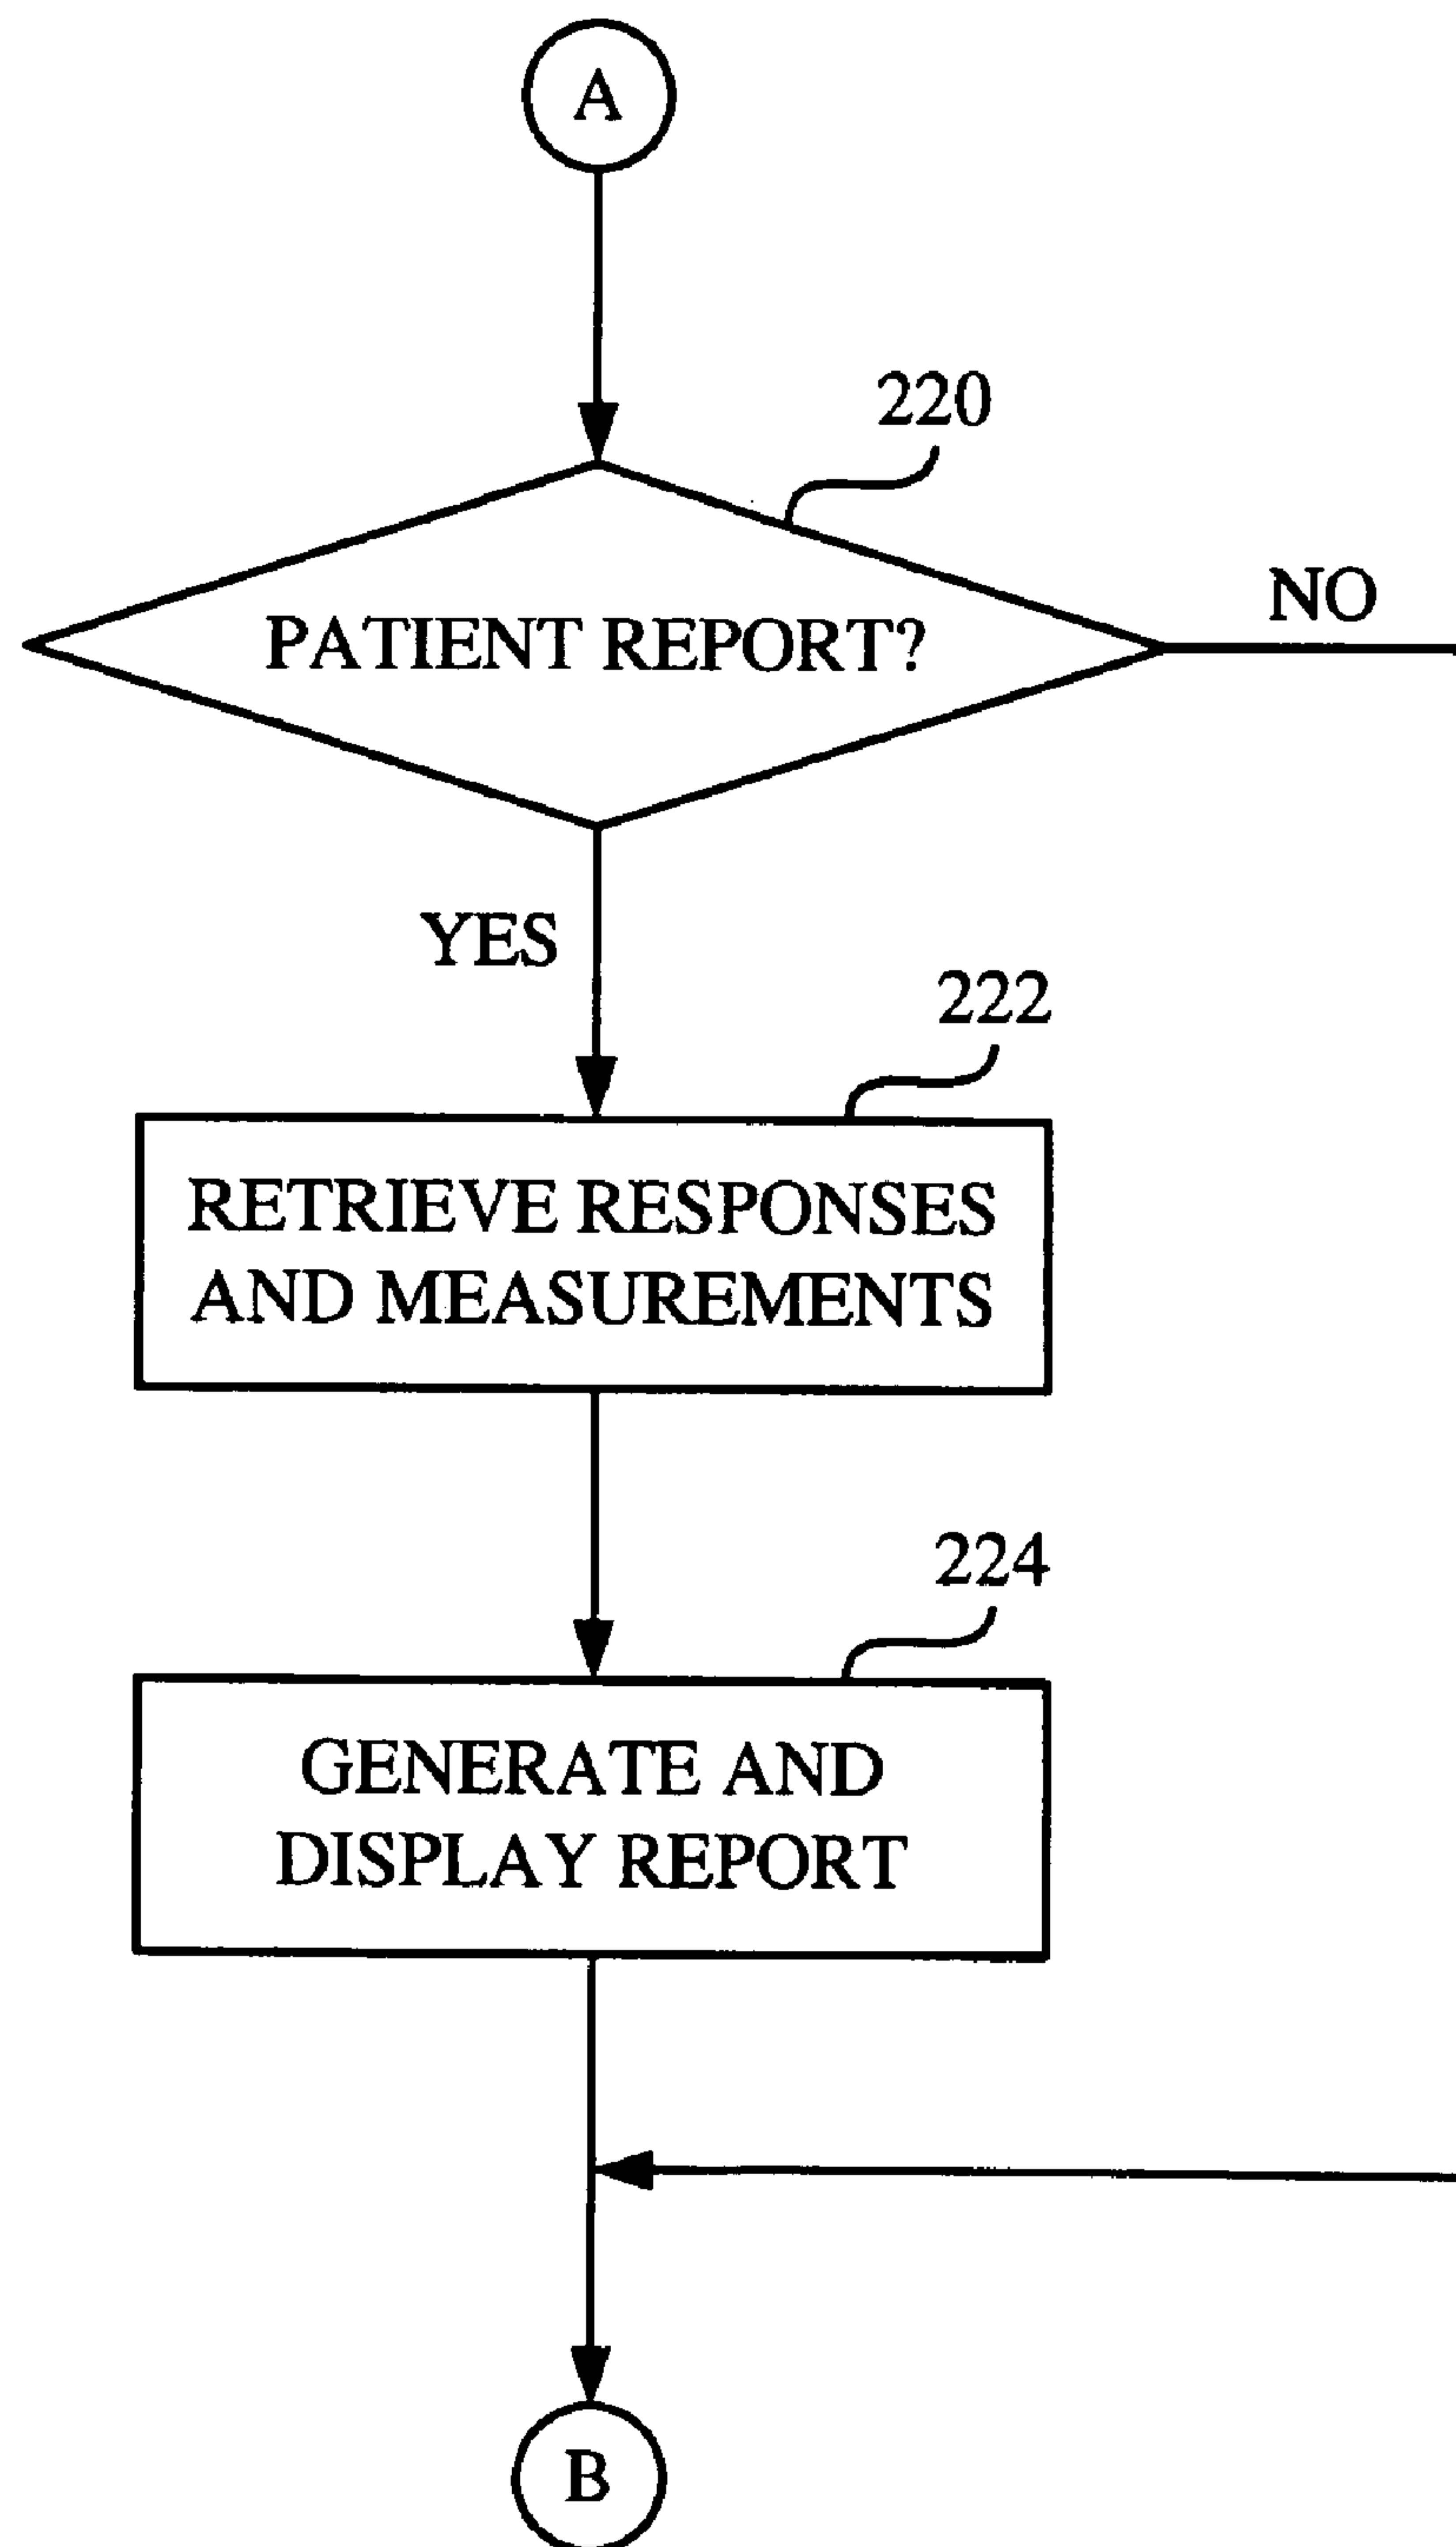 A
220
PATIENT REPORT?
NO
YES
222
RETRIEVE RESPONSES
AND MEASUREMENTS
224
GENERATE AND
DISPLAY REPORT
B